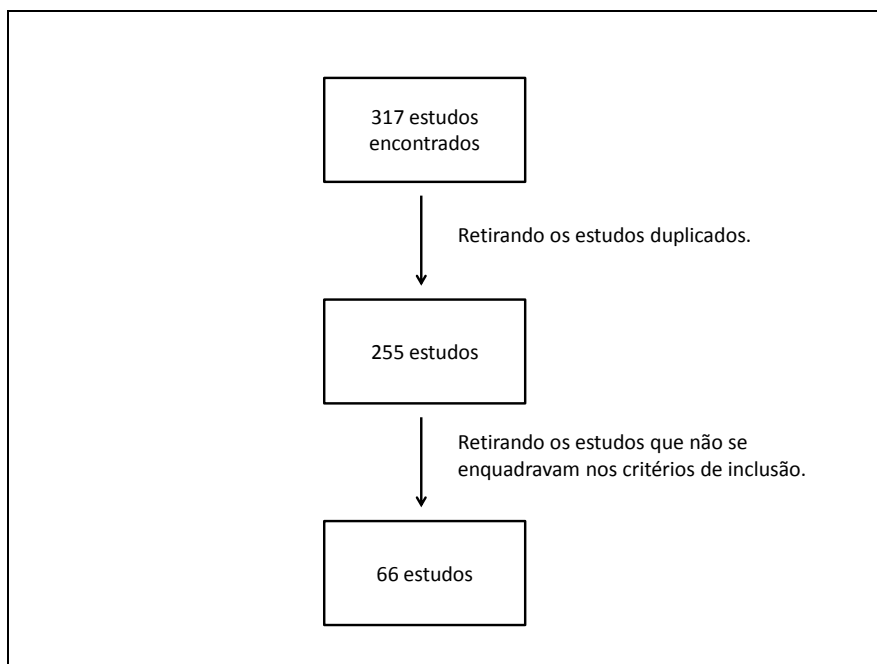 317 estudos
encontrados
Retirando os estudos duplicados.
255 estudos
Retirando os estudos que não se
enquadravam nos critérios de inclusão.
66 estudos